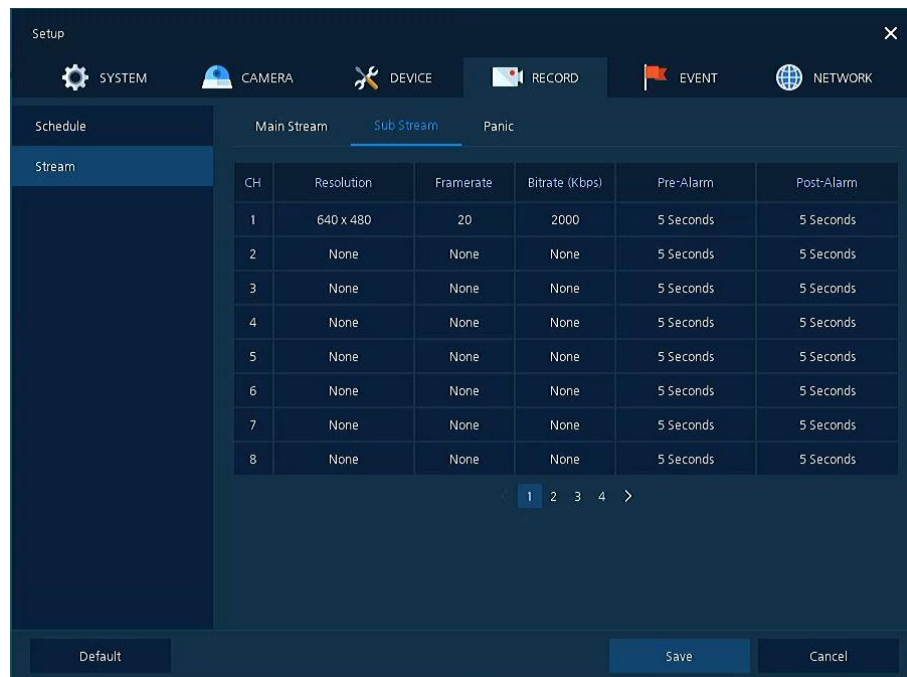 Setup
SYSTEM CAMERA DEVICE RECORD EVENT NETWORK
Schedule
Stream
Main Stream Sub Stream Panic
CH Resolution Framerate Bitrate (Kbps) Pre-Alarm Post-Alarm
1 640 x 480 20 2000 5 Seconds 5 Seconds
2 None None None 5 Seconds 5 Seconds
3 None None None 5 Seconds 5 Seconds
4 None None None 5 Seconds 5 Seconds
5 None None None 5 Seconds 5 Seconds
6 None None None 5 Seconds 5 Seconds
7 None None None 5 Seconds 5 Seconds
8 None None None 5 Seconds 5 Seconds
1 2 3 4
Default Save Cancel